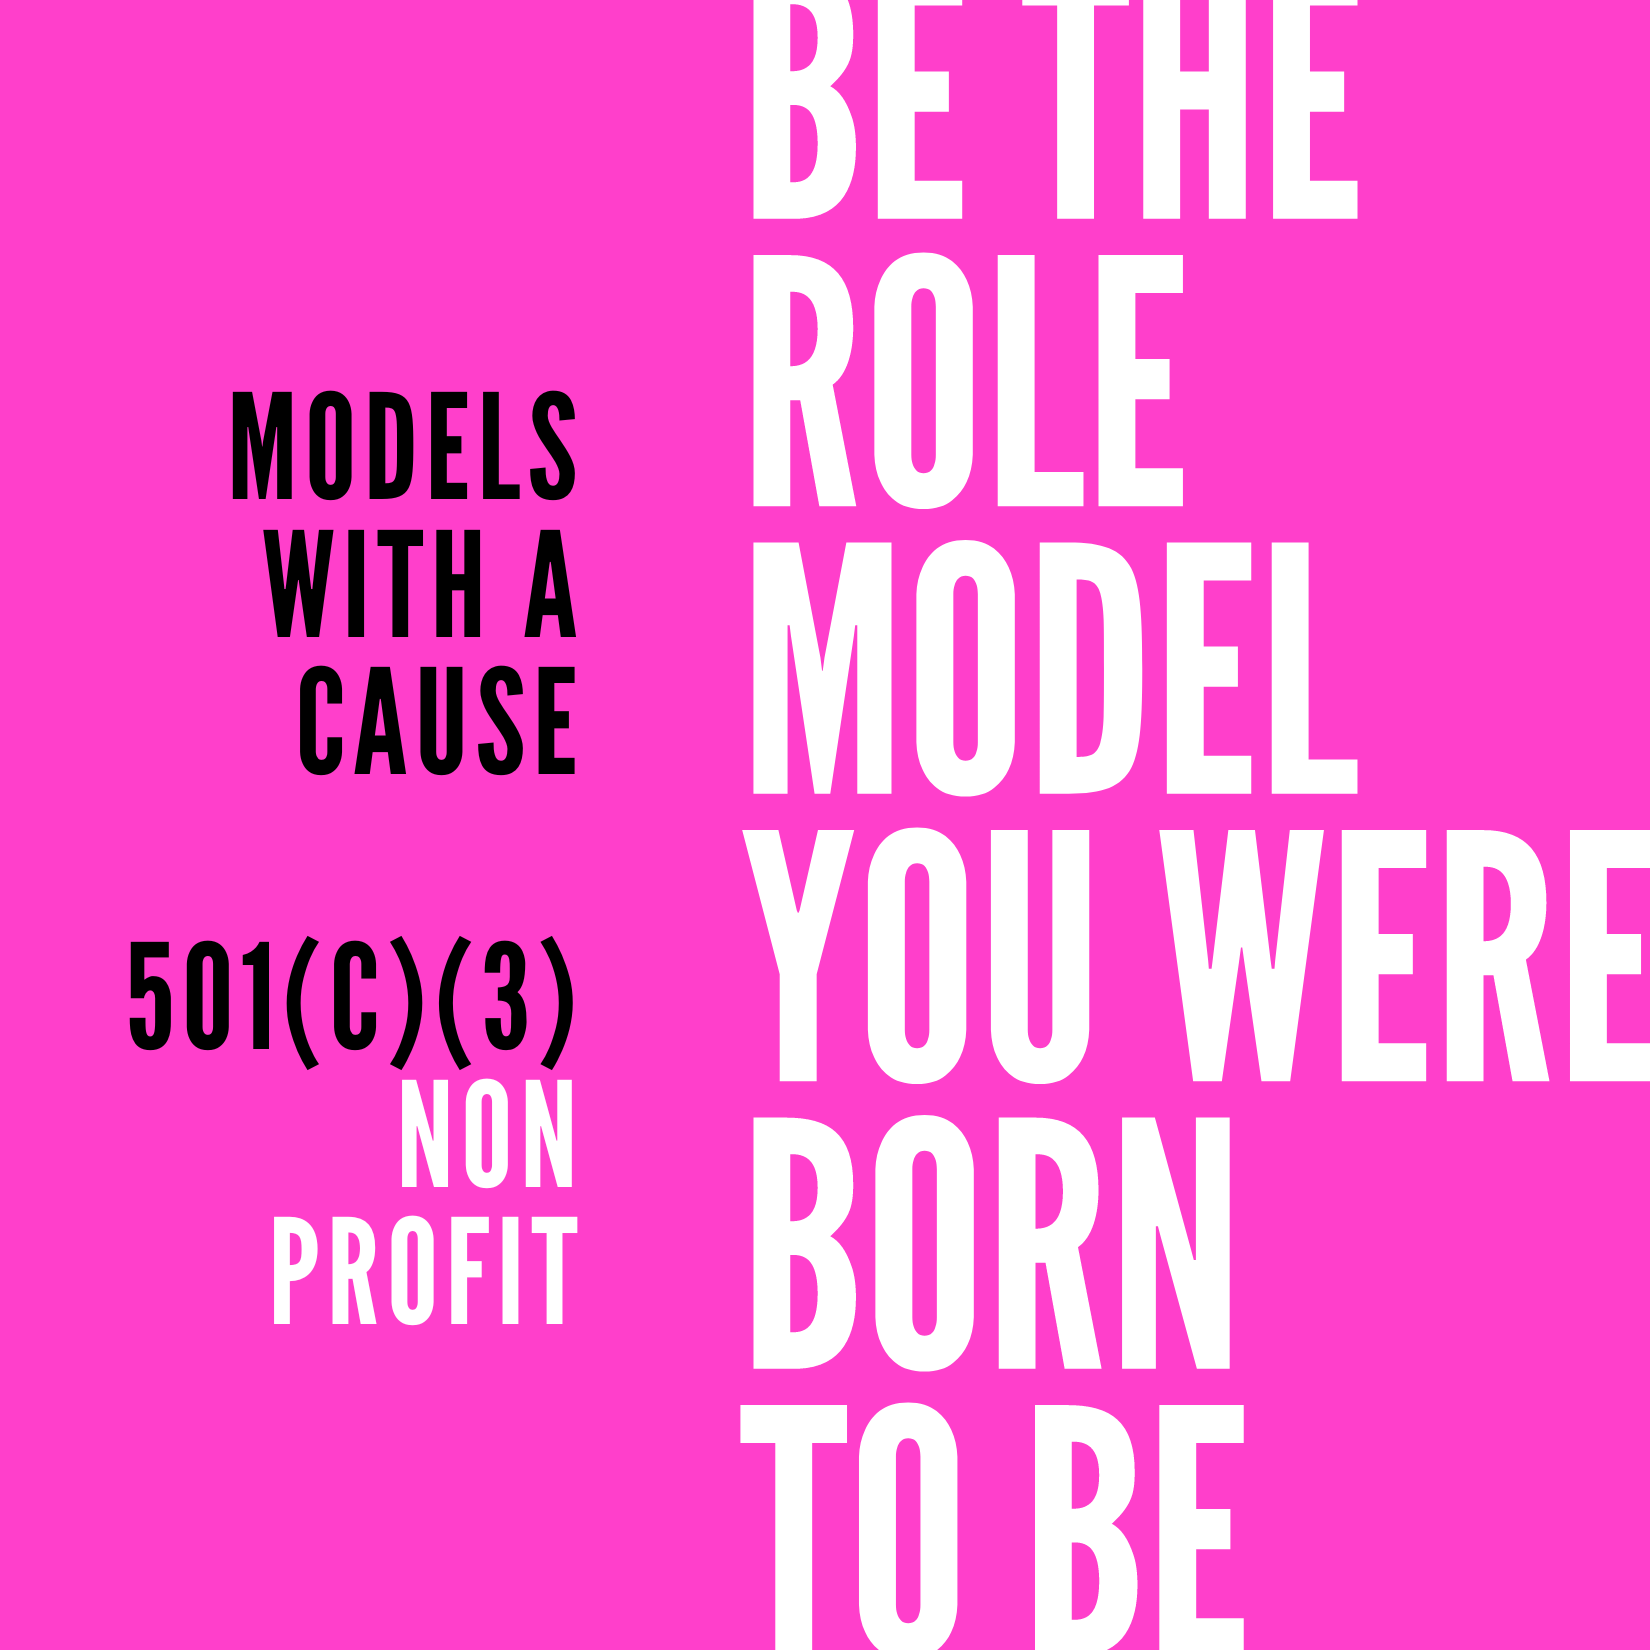 MODELS
WITH A
CAUSE
501(C)(3)
NON
PROFIT
BE THE
ROLE
MODEL
YOU WERE
BORN
TO BE